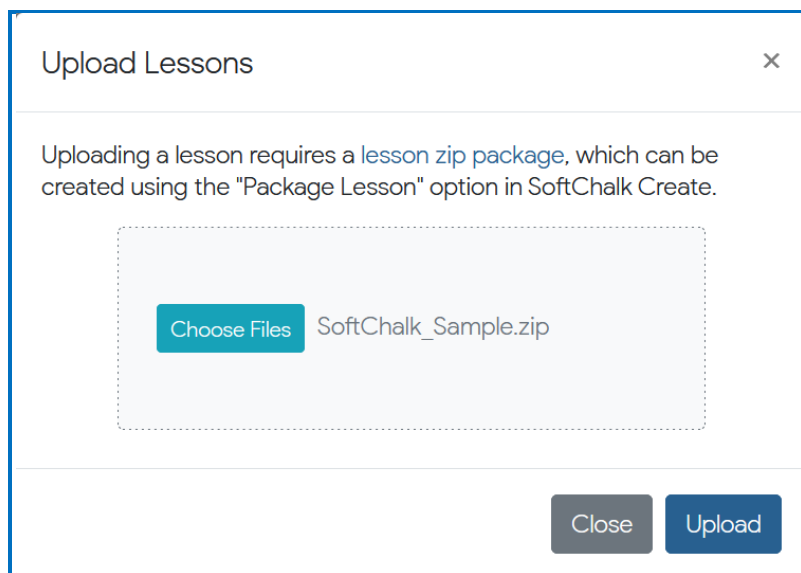 Upload Lessons ×
Uploading a lesson requires a lesson zip package, which can be
created using the "Package Lesson" option in SoftChalk Create.
Choose Files SoftChalk_Sample.zip
Close Upload